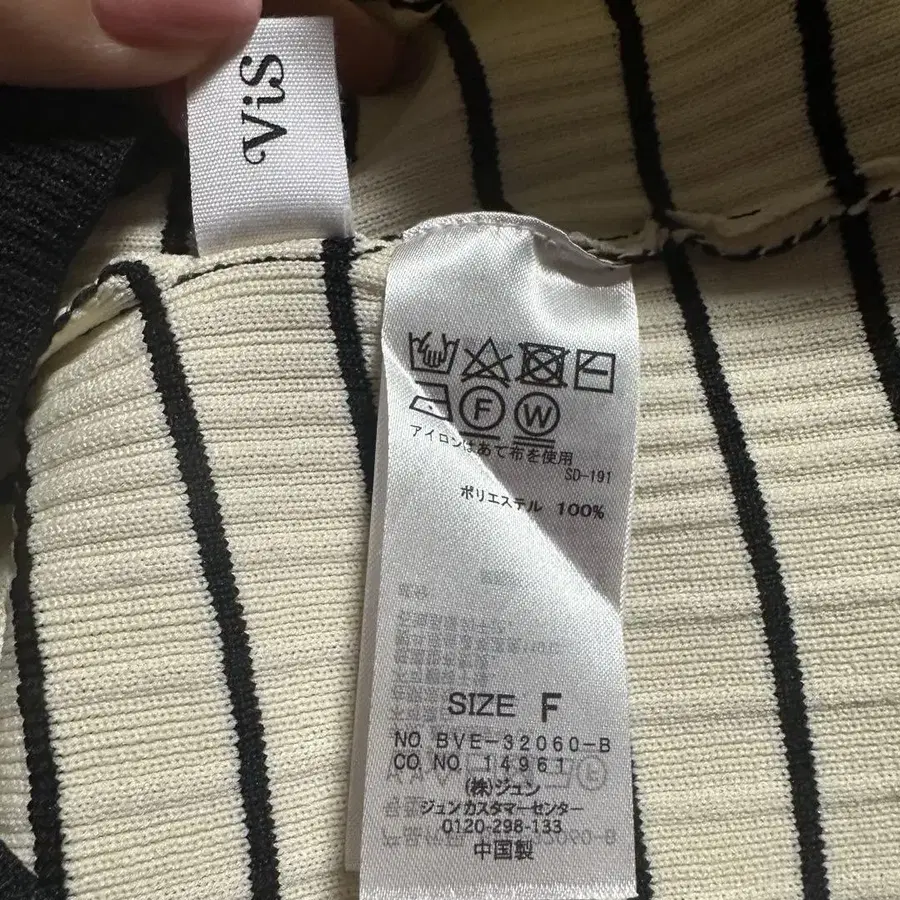 ViS
F W
アイロンはあて布を使用
SD-191
ポリエステル 100%
SIZE F
NO BVE-32060-B
CO.NO. 14961
(株)ジュン
ジュンカスタマーセンター
0120-298-133
中国製